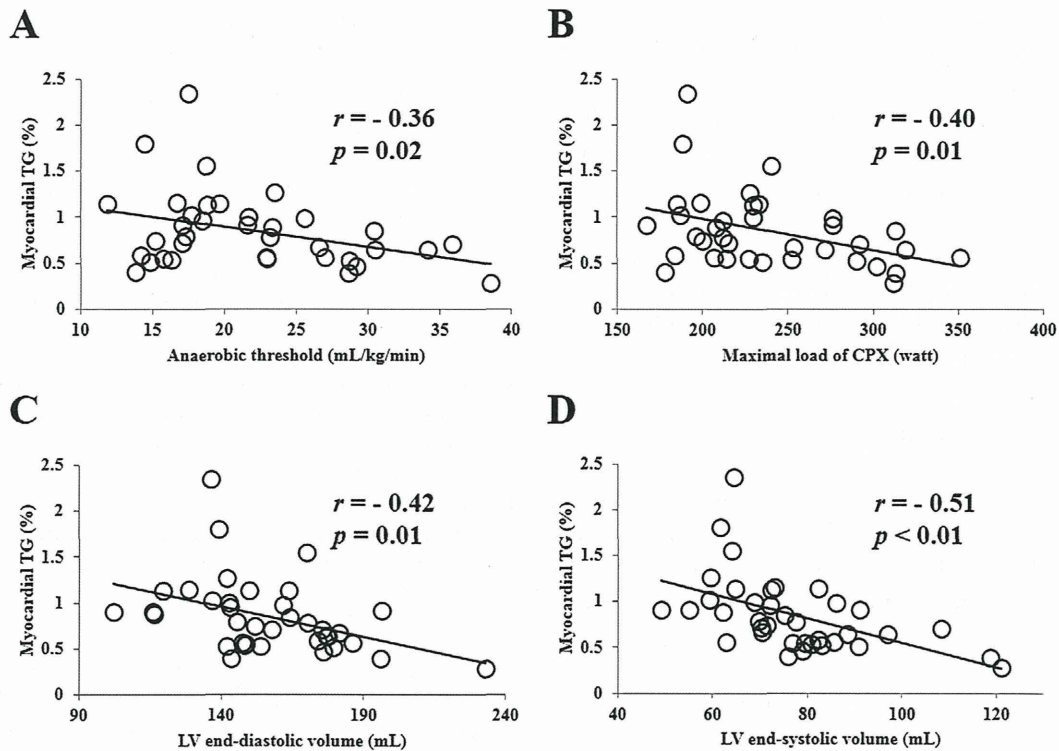 A
Myocardial TG (%)
2.5
2
1.5
1
0.5
0
r = - 0.36
p = 0.02
10 15 20 25 30 35 40
Anaerobic threshold (mL/kg/min)
B
Myocardial TG (%)
2.5
2
1.5
1
0.5
0
r = - 0.40
p = 0.01
150 200 250 300 350 400
Maximal load of CPX (watt)
C
Myocardial TG (%)
2.5
2
1.5
1
0.5
0
r = - 0.42
p = 0.01
90 140 190 240
LV end-diastolic volume (mL)
D
Myocardial TG (%)
2.5
2
1.5
1
0.5
0
r = - 0.51
p < 0.01
40 60 80 100 120
LV end-systolic volume (mL)